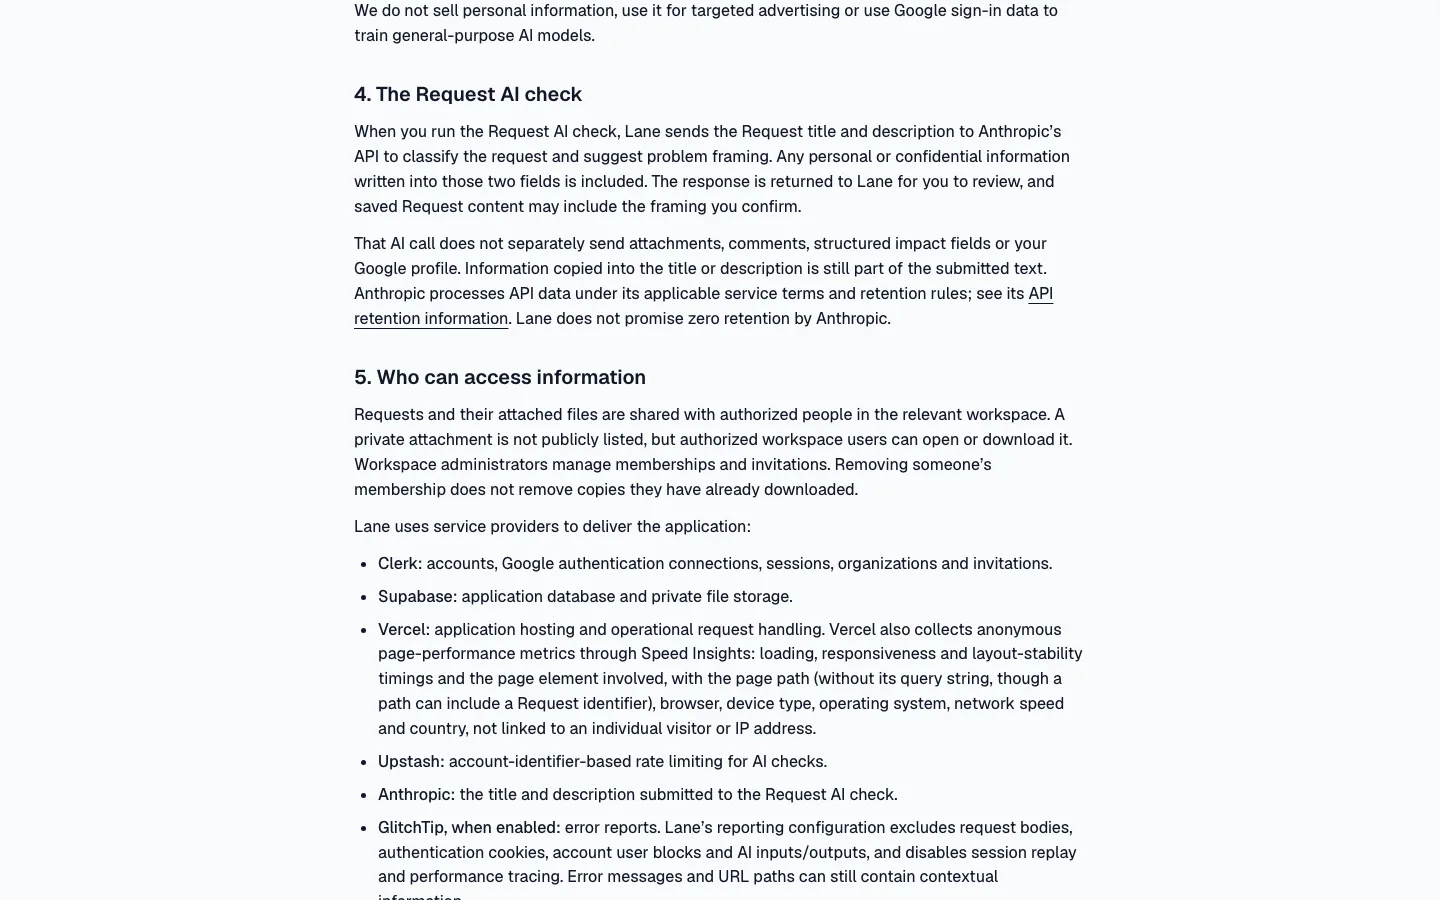 We do not sell personal information, use it for targeted advertising or use Google sign-in data to
train general-purpose AI models.
4. The Request AI check
When you run the Request AI check, Lane sends the Request title and description to Anthropic’s
API to classify the request and suggest problem framing. Any personal or confidential information
written into those two fields is included. The response is returned to Lane for you to review, and
saved Request content may include the framing you confirm.
That AI call does not separately send attachments, comments, structured impact fields or your
Google profile. Information copied into the title or description is still part of the submitted text.
Anthropic processes API data under its applicable service terms and retention rules; see its API
retention information. Lane does not promise zero retention by Anthropic.
5. Who can access information
Requests and their attached files are shared with authorized people in the relevant workspace. A
private attachment is not publicly listed, but authorized workspace users can open or download it.
Workspace administrators manage memberships and invitations. Removing someone’s
membership does not remove copies they have already downloaded.
Lane uses service providers to deliver the application:
• Clerk: accounts, Google authentication connections, sessions, organizations and invitations.
• Supabase: application database and private file storage.
• Vercel: application hosting and operational request handling. Vercel also collects anonymous
page-performance metrics through Speed Insights: loading, responsiveness and layout-stability
timings and the page element involved, with the page path (without its query string, though a
path can include a Request identifier), browser, device type, operating system, network speed
and country, not linked to an individual visitor or IP address.
• Upstash: account-identifier-based rate limiting for AI checks.
• Anthropic: the title and description submitted to the Request AI check.
• GlitchTip, when enabled: error reports. Lane’s reporting configuration excludes request bodies,
authentication cookies, account user blocks and AI inputs/outputs, and disables session replay
and performance tracing. Error messages and URL paths can still contain contextual
information.